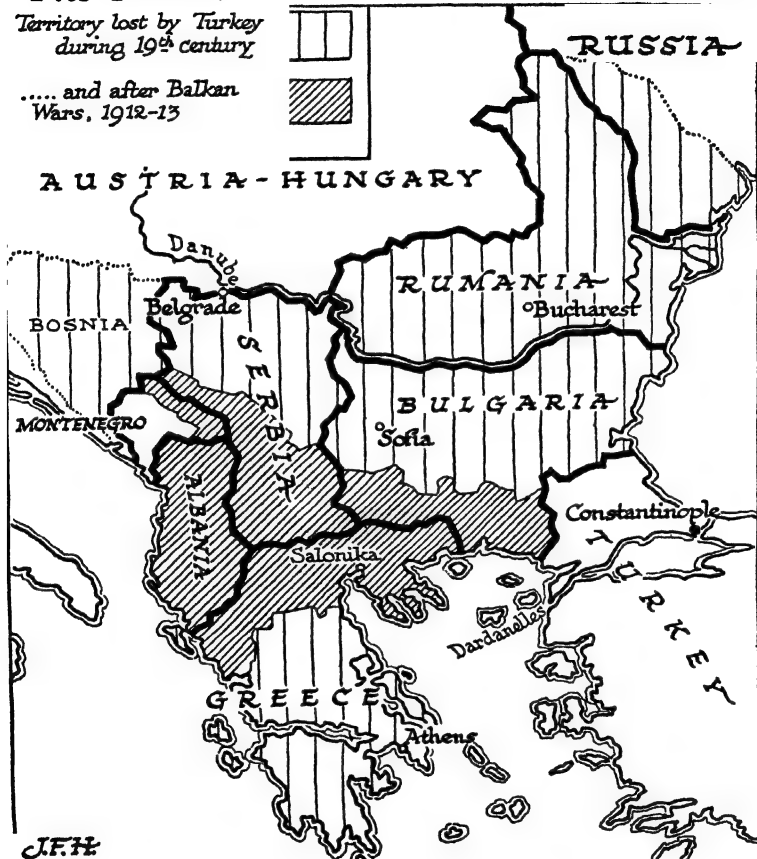 Territory lost by Turkey
during 19th century
..... and after Balkan
Wars, 1912-13
RUSSIA
AUSTRIA-HUNGARY
Danube
RUMANIA
Belgrade
Bucharest
BOSNIA
SERBIA
BULGARIA
MONTENEGRO
Sofia
ALBANIA
Constantinople
Salonika
TURKEY
Dardanelles
GREECE
Athens
J.F.H.